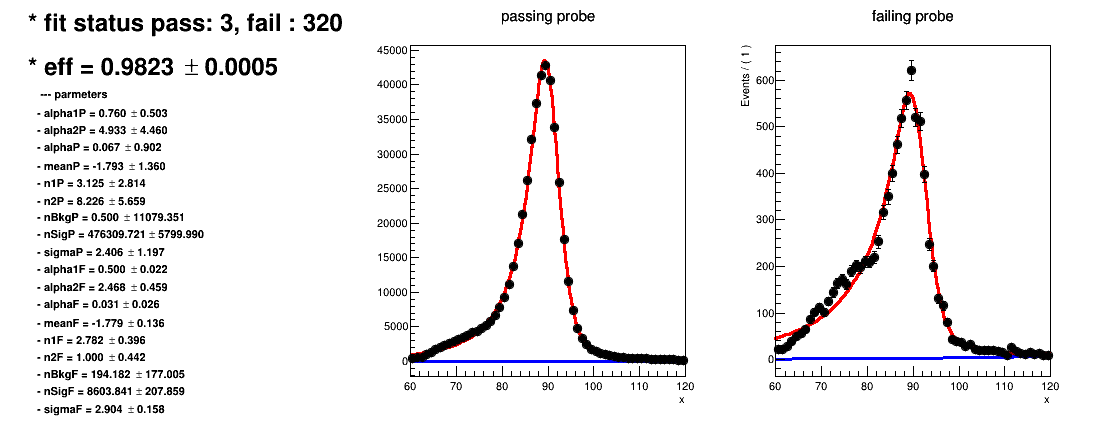 * fit status pass: 3, fail : 320
* eff = 0.9823 ± 0.0005
--- parmeters
- alpha1P = 0.760 ± 0.503
- alpha2P = 4.933 ± 4.460
- alphaP = 0.067 ± 0.902
- meanP = -1.793 ± 1.360
- n1P = 3.125 ± 2.814
- n2P = 8.226 ± 5.659
- nBkgP = 0.500 ± 11079.351
- nSigP = 476309.721 ± 5799.990
- sigmaP = 2.406 ± 1.197
- alpha1F = 0.500 ± 0.022
- alpha2F = 2.468 ± 0.459
- alphaF = 0.031 ± 0.026
- meanF = -1.779 ± 0.136
- n1F = 2.782 ± 0.396
- n2F = 1.000 ± 0.442
- nBkgF = 194.182 ± 177.005
- nSigF = 8603.841 ± 207.859
- sigmaF = 2.904 ± 0.158
passing probe
45000
40000
35000
30000
25000
20000
15000
10000
5000
0
60 70 80 90 100 110 120
x
failing probe
Events / ( 1 )
600
500
400
300
200
100
0
60 70 80 90 100 110 120
x